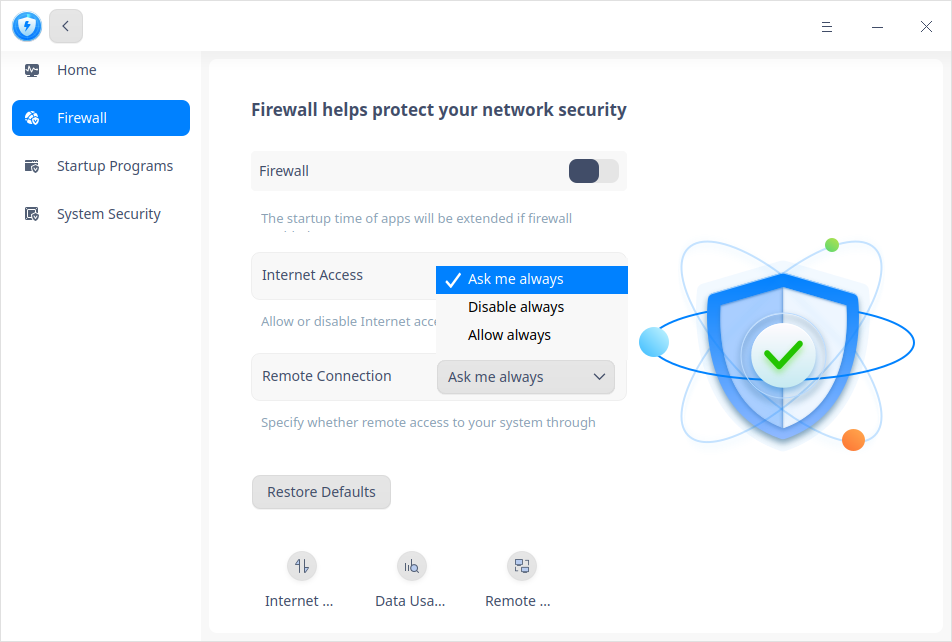 Home
Firewall
Startup Programs
System Security
Firewall helps protect your network security
Firewall
The startup time of apps will be extended if firewall
Internet Access
Ask me always
Disable always
Allow always
Allow or disable Internet
Remote Connection
Ask me always
Specify whether remote access to your system through
Restore Defaults
Internet ...
Data Usa...
Remote ...